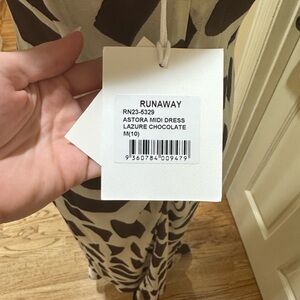 RUNAWAY
RN23-5329
ASTORA MIDI DRESS
LAZURE CHOCOLATE
M(10)
9 360784 009479